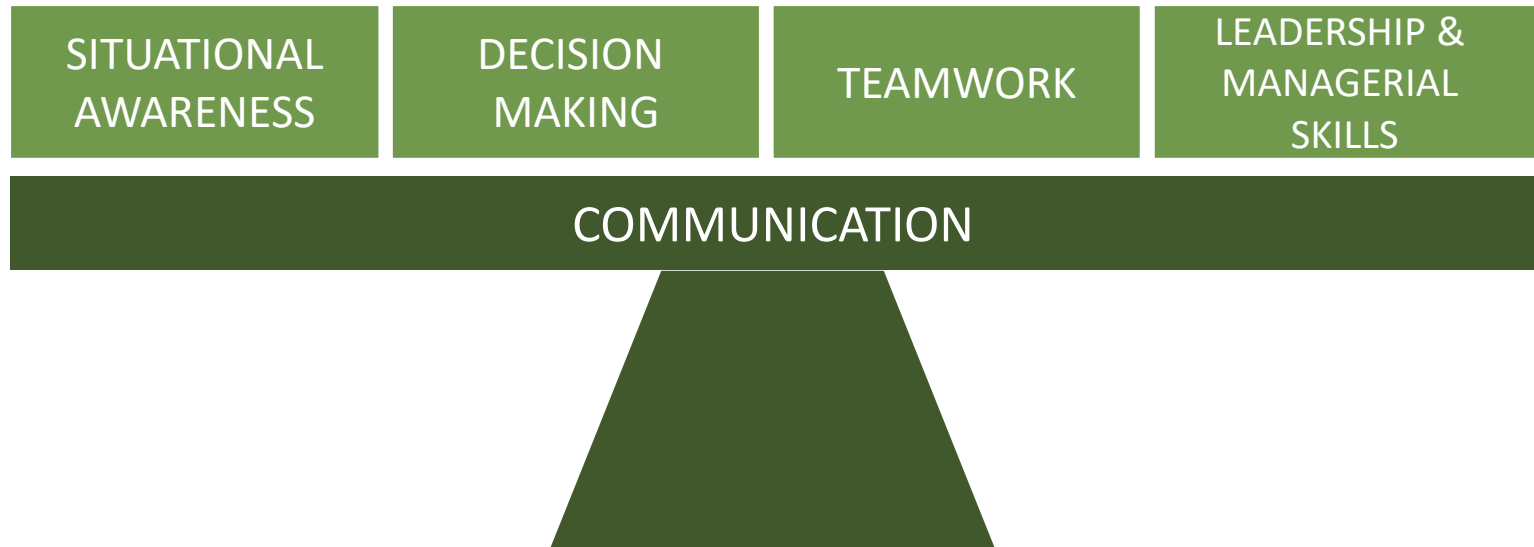 SITUATIONAL
AWARENESS
DECISION
MAKING
TEAMWORK
LEADERSHIP &
MANAGERIAL
SKILLS
COMMUNICATION